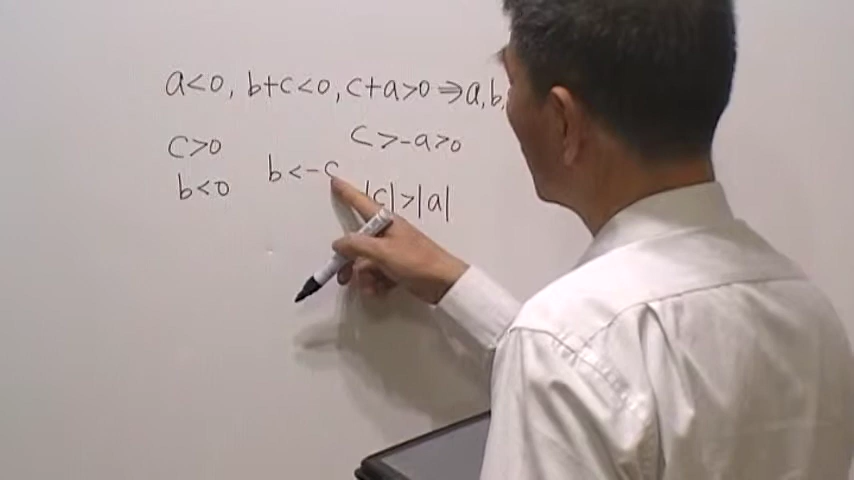 a<0, b+c<0, c+a>0 ⇒ a, b,
c>0
c>-a>0
b<-c
b<0
|c|>|a|